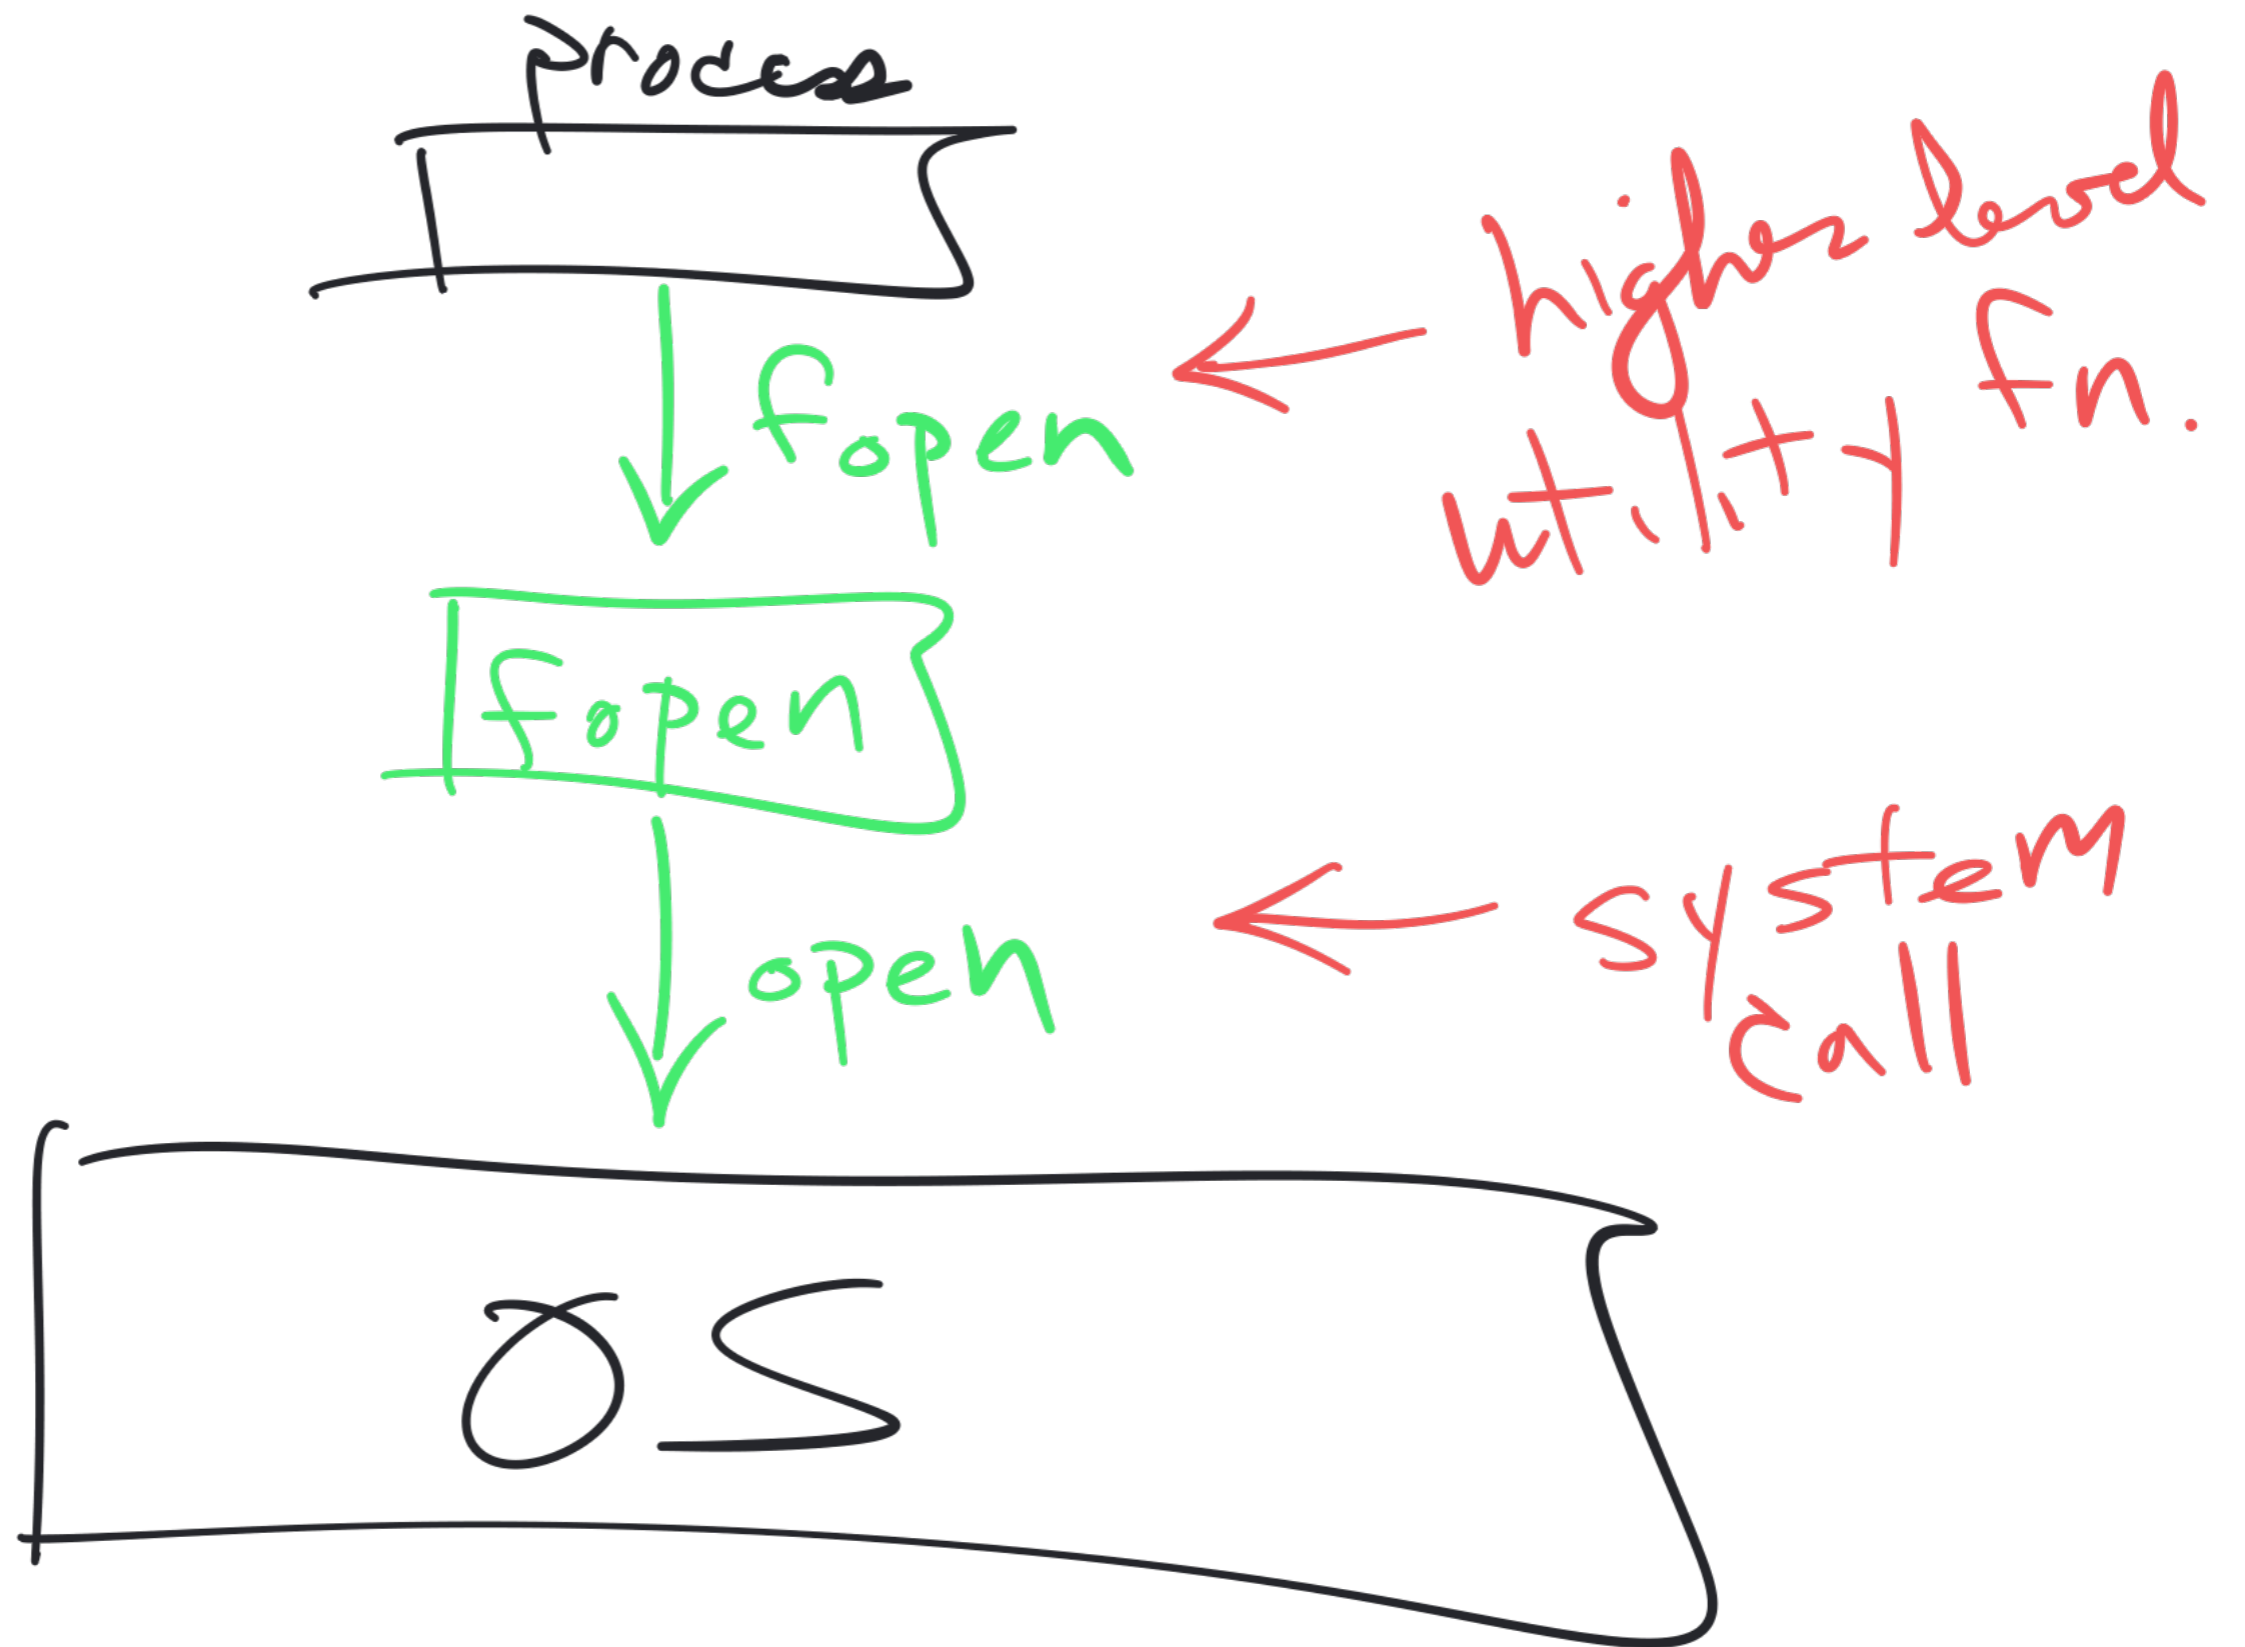 process
higher level
utility fn.
fopen
fopen
open
system
call
OS